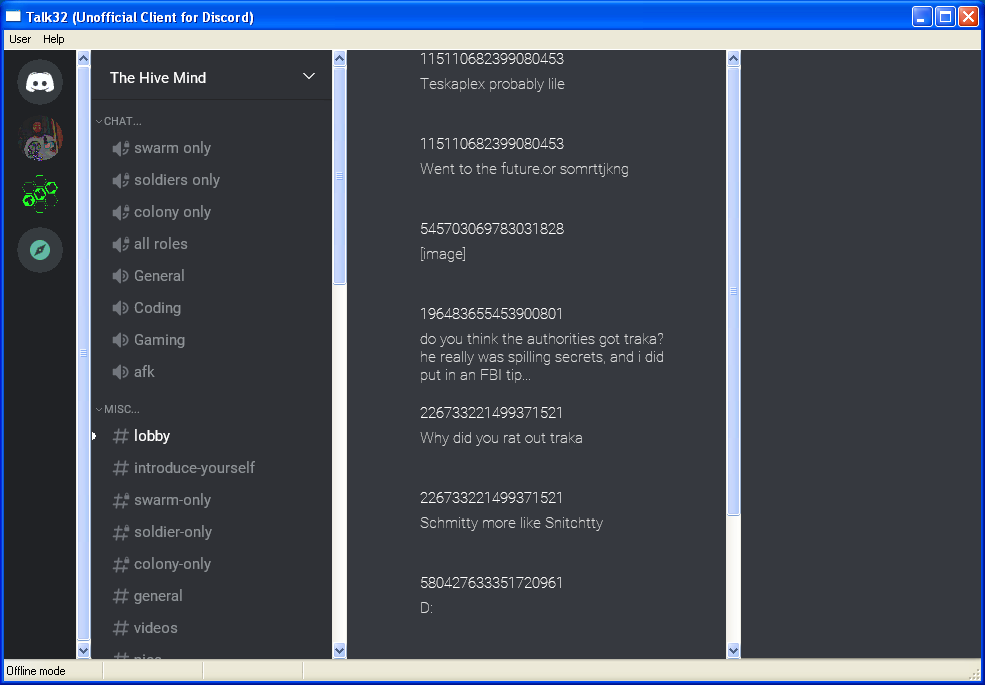 Talk32 (Unofficial Client for Discord)
User Help
The Hive Mind
CHAT...
swarm only
soldiers only
colony only
all roles
General
Coding
Gaming
afk
MISC...
lobby
introduce-yourself
swarm-only
soldier-only
colony-only
general
videos
115110682399080453
Teskaplex probably lile
115110682399080453
Went to the future.or somrttjkng
545703069783031828
[image]
196483655453900801
do you think the authorities got traka?
he really was spilling secrets, and i did
put in an FBI tip...
226733221499371521
Why did you rat out traka
226733221499371521
Schmitty more like Snitchtty
580427633351720961
D:
Offline mode